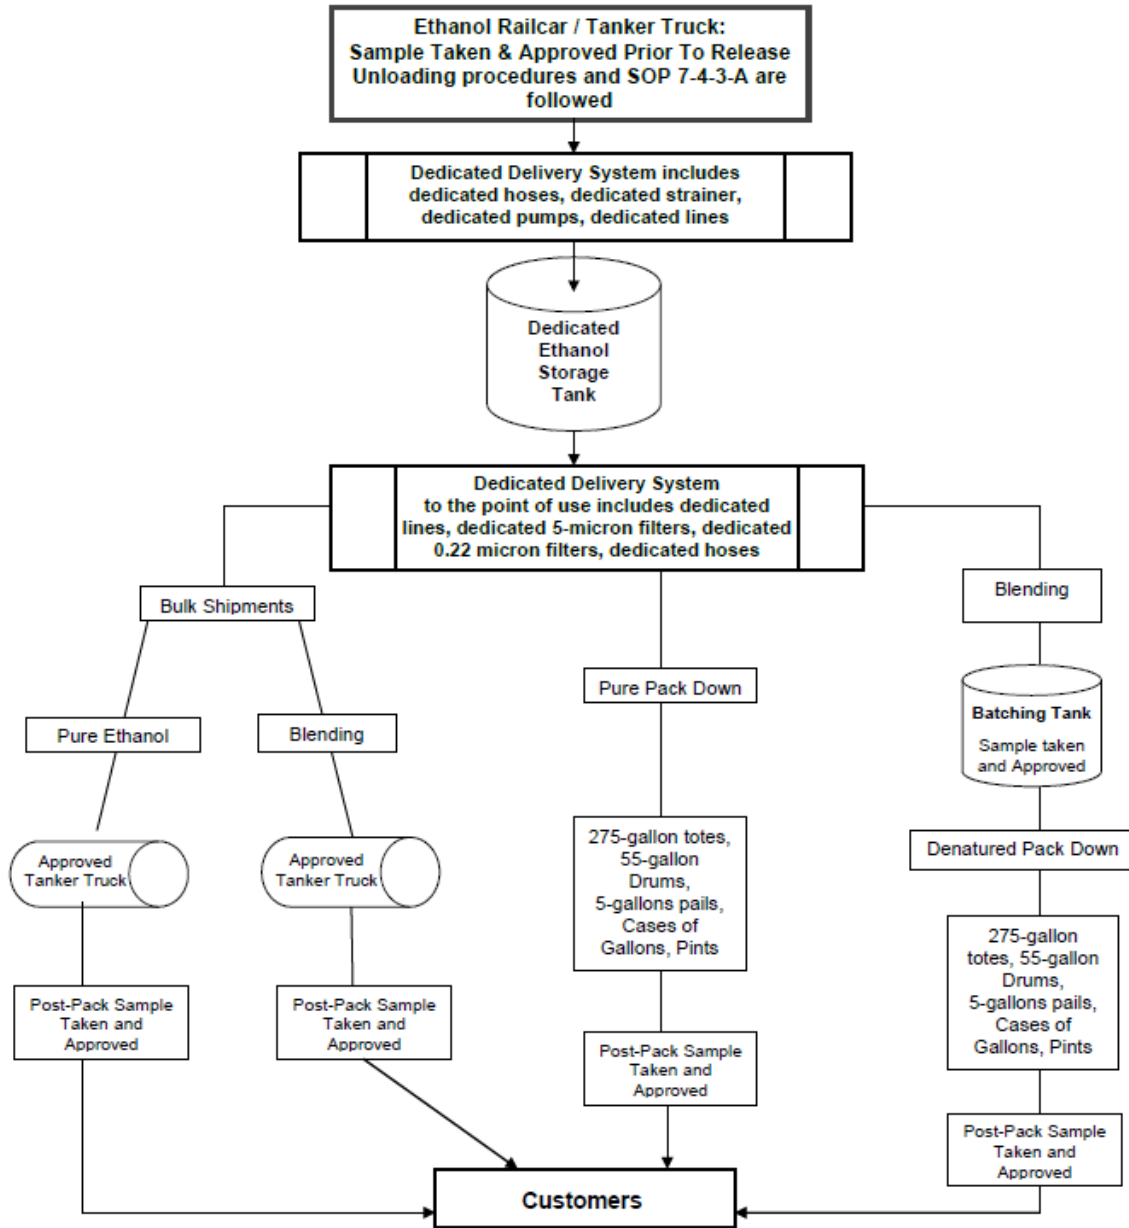 Ethanol Railcar / Tanker Truck:
Sample Taken & Approved Prior To Release
Unloading procedures and SOP 7-4-3-A are
followed
Dedicated Delivery System includes
dedicated hoses, dedicated strainer,
dedicated pumps, dedicated lines
Dedicated
Ethanol
Storage
Tank
Dedicated Delivery System
to the point of use includes dedicated
lines, dedicated 5-micron filters, dedicated
0.22 micron filters, dedicated hoses
Bulk Shipments
Pure Ethanol
Approved
Tanker Truck
Post-Pack Sample
Taken and
Approved
Blending
Approved
Tanker Truck
Post-Pack Sample
Taken and
Approved
Pure Pack Down
275-gallon totes,
55-gallon
Drums,
5-gallons pails,
Cases of
Gallons, Pints
Post-Pack Sample
Taken and
Approved
Blending
Batching Tank
Sample taken
and Approved
Denatured Pack Down
275-gallon
totes, 55-gallon
Drums,
5-gallons pails,
Cases of
Gallons, Pints
Post-Pack Sample
Taken and
Approved
Customers